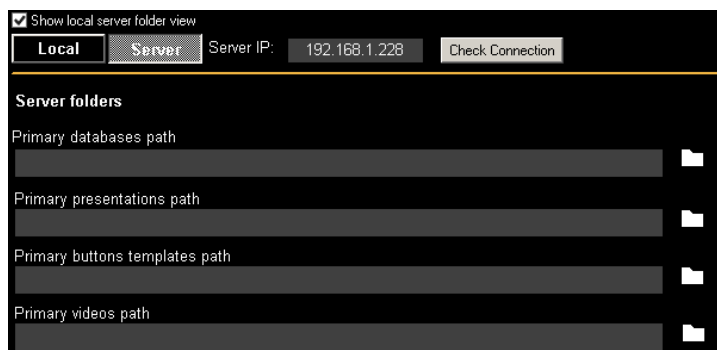 Show local server folder view
Local Server Server IP: 192.168.1.228 Check Connection
Server folders
Primary databases path
Primary presentations path
Primary buttons templates path
Primary videos path